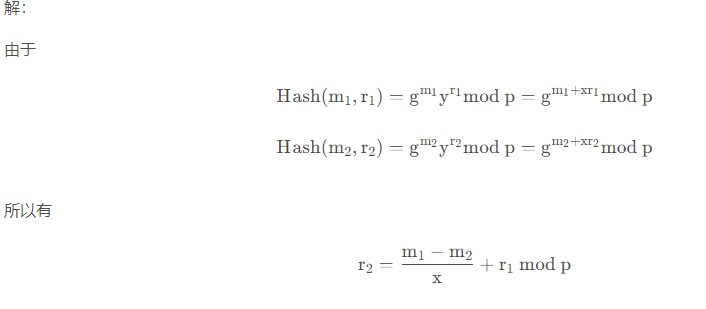 解：
由于
Hash(m₁, r₁) = g^{m₁}y^{r₁} mod p = g^{m₁+xr₁} mod p
Hash(m₂, r₂) = g^{m₂}y^{r₂} mod p = g^{m₂+xr₂} mod p
所以有
r₂ = \frac{m₁ − m₂}{x} + r₁ mod p